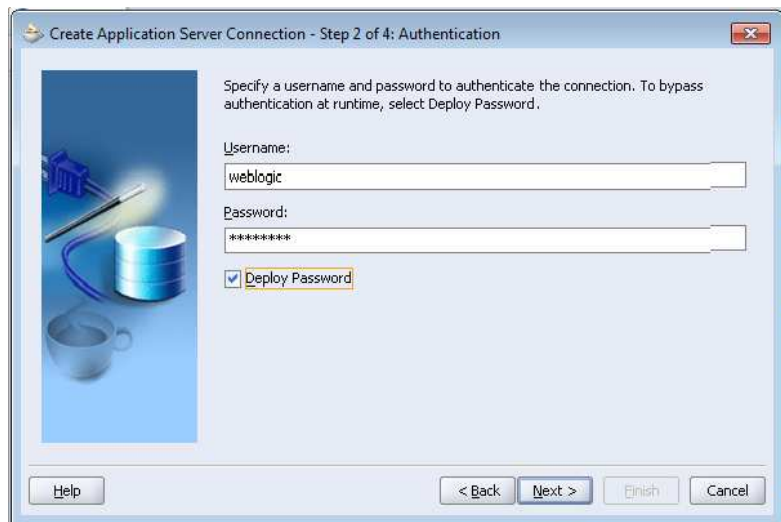 Create Application Server Connection - Step 2 of 4: Authentication
Specify a username and password to authenticate the connection. To bypass
authentication at runtime, select Deploy Password.
Username:
weblogic
Password:
********
Deploy Password
Help
< Back
Next >
Finish
Cancel